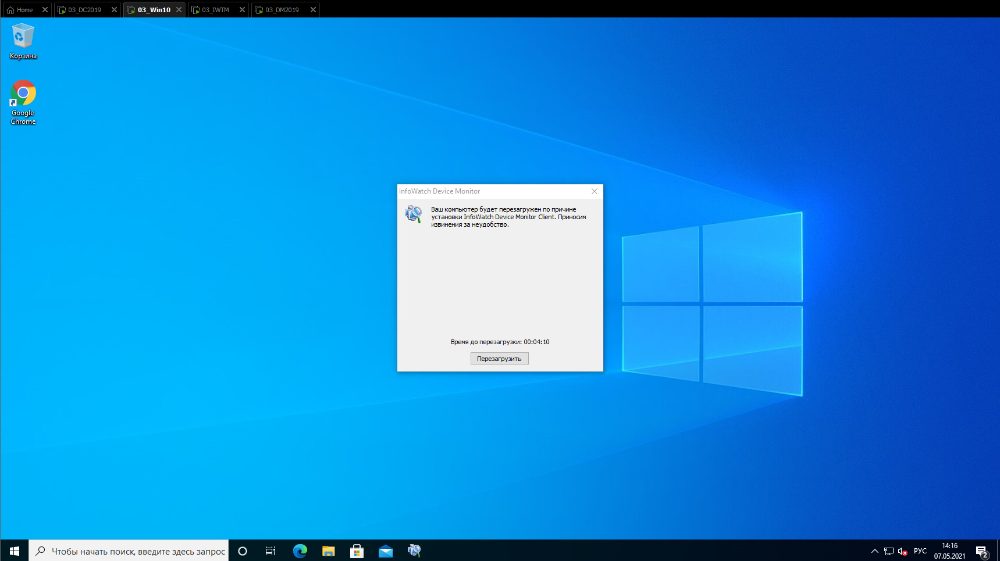 Home
03_DC2019
03_Win10
03_IWTM
03_DM2019
Корзина
Google
Chrome
InfoWatch Device Monitor
Ваш компьютер будет перезагружен по причине
установки InfoWatch Device Monitor Client. Приносим
извинения за неудобство.
Время до перезагрузки: 00:04:10
Перезагрузить
Чтобы начать поиск, введите здесь запрос
РУС
14:16
07.05.2021
2